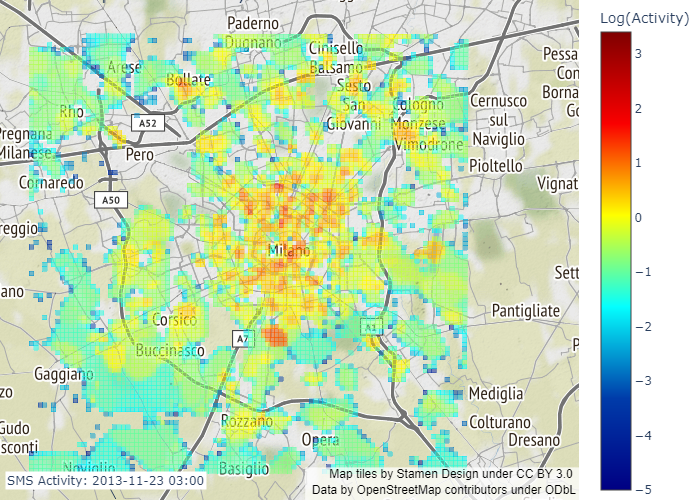 Log(Activity)
3
2
1
0
−1
−2
−3
−4
−5
Paderno
Dugnano
Cinisello
Balsamo
Sesto
San
Giovanni
Cologno
Monzese
Vimodrone
Cernusco
sul
Naviglio
Pioltello
Pessa
Con
Borna
Go
Vignat
Arese
Bollate
Rho
A52
Pregnana
Milanese
Pero
Cornaredo
A50
reggio
Milano
Sett
ano
Pantigliate
Corsico
A7
A1
Buccinasco
P
Gaggiano
zo
Mediglia
Rozzano
Colturano
Gudo
sconti
Opera
Dresano
Noviglio
Basiglio
Map tiles by Stamen Design under CC BY 3.0
SMS Activity: 2013-11-23 03:00
Data by OpenStreetMap contributors under ODbL